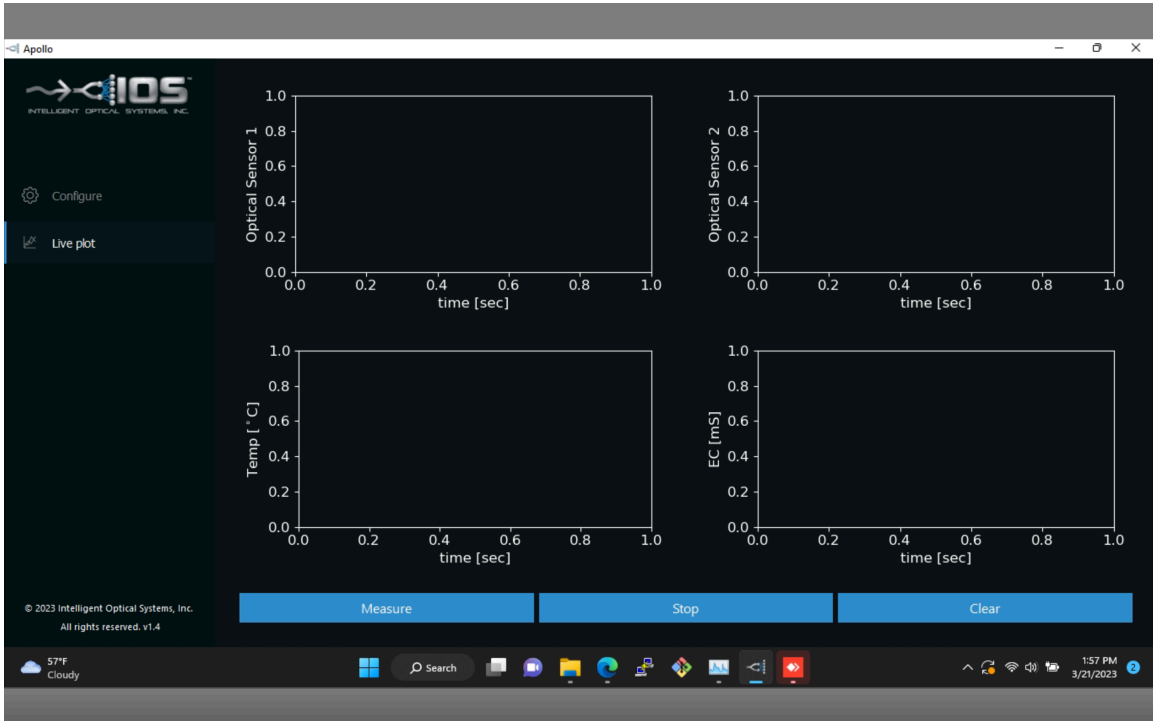 Apollo
IOS™
INTELLIGENT OPTICAL SYSTEMS, INC.
Configure
Live plot
1.0
0.8
0.6
0.4
0.2
0.0
Optical Sensor 1
0.0 0.2 0.4 0.6 0.8 1.0
time [sec]
1.0
0.8
0.6
0.4
0.2
0.0
Optical Sensor 2
0.0 0.2 0.4 0.6 0.8 1.0
time [sec]
1.0
0.8
0.6
0.4
0.2
0.0
Temp [°C]
0.0 0.2 0.4 0.6 0.8 1.0
time [sec]
1.0
0.8
0.6
0.4
0.2
0.0
EC [mS]
0.0 0.2 0.4 0.6 0.8 1.0
time [sec]
Measure Stop Clear
© 2023 Intelligent Optical Systems, Inc.
All rights reserved. v1.4
57°F
Cloudy
Search
1:57 PM
3/21/2023
2